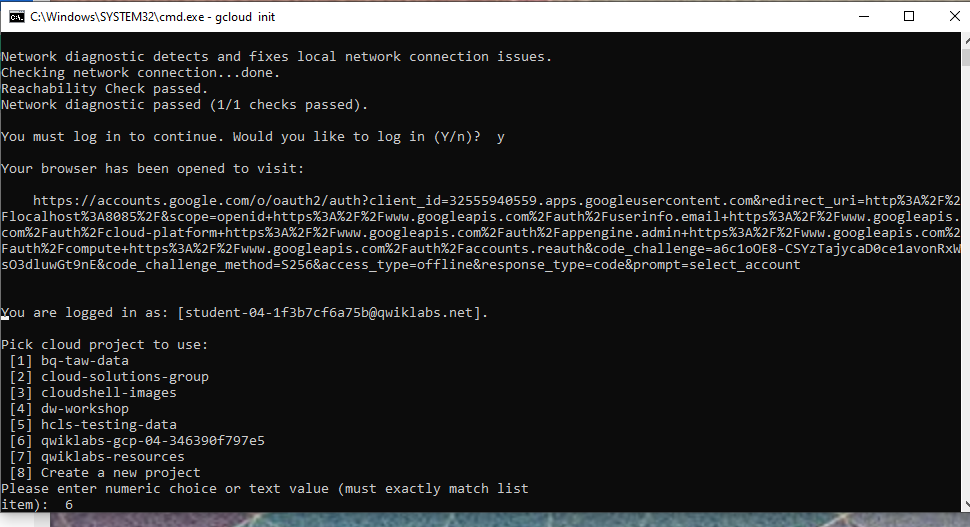 C:\Windows\SYSTEM32\cmd.exe - gcloud init
Network diagnostic detects and fixes local network connection issues.
Checking network connection...done.
Reachability Check passed.
Network diagnostic passed (1/1 checks passed).
You must log in to continue. Would you like to log in (Y/n)?  y
Your browser has been opened to visit:
https://accounts.google.com/o/oauth2/auth?client_id=32555940559.apps.googleusercontent.com&redirect_uri=http%3A%2F%2
Flocalhost%3A8085%2F&scope=openid+https%3A%2F%2Fwww.googleapis.com%2Fauth%2Fuserinfo.email+https%3A%2F%2Fwww.googleapis.
com%2Fauth%2Fcloud-platform+https%3A%2F%2Fwww.googleapis.com%2Fauth%2Fappengine.admin+https%3A%2F%2Fwww.googleapis.com%2
Fauth%2Fcompute+https%3A%2F%2Fwww.googleapis.com%2Fauth%2Faccounts.reauth&code_challenge=a6c1oOE8-CSYzTajycaD0ce1avonRxW
sO3dluwGt9nE&code_challenge_method=S256&access_type=offline&response_type=code&prompt=select_account
You are logged in as: [student-04-1f3b7cf6a75b@qwiklabs.net].
Pick cloud project to use:
[1] bq-taw-data
[2] cloud-solutions-group
[3] cloudshell-images
[4] dw-workshop
[5] hcls-testing-data
[6] qwiklabs-gcp-04-346390f797e5
[7] qwiklabs-resources
[8] Create a new project
Please enter numeric choice or text value (must exactly match list
item):  6